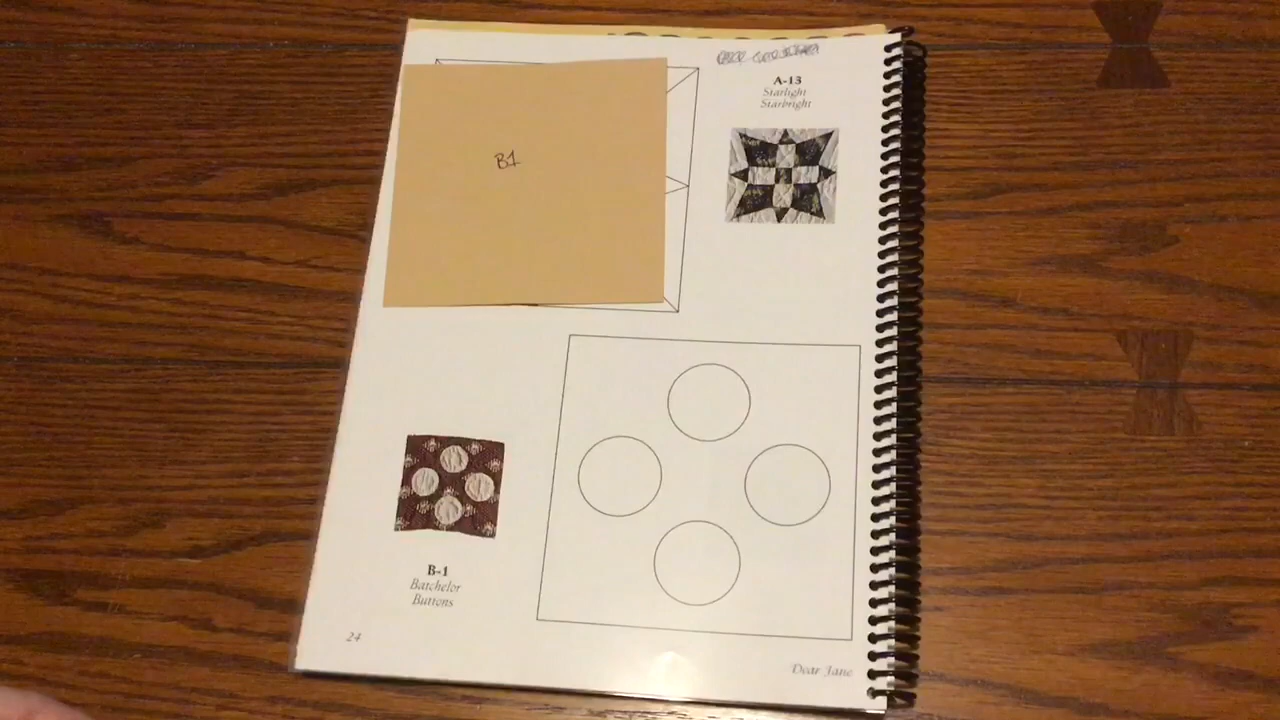 B1
A-13
Starlight
Starbright
B-1
Batchelor
Buttons
24
Dear Jane